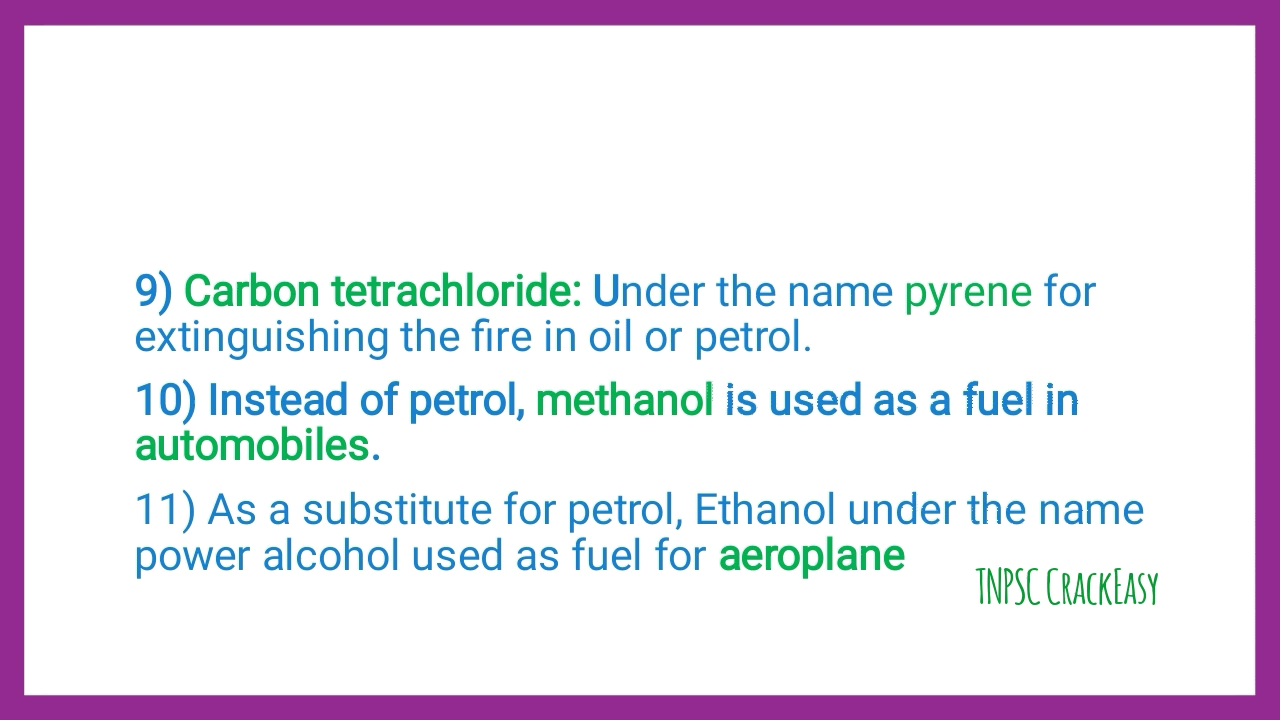 9) Carbon tetrachloride: Under the name pyrene for
extinguishing the fire in oil or petrol.
10) Instead of petrol, methanol is used as a fuel in
automobiles.
11) As a substitute for petrol, Ethanol under the name
power alcohol used as fuel for aeroplane
TNPSC CrackEasy